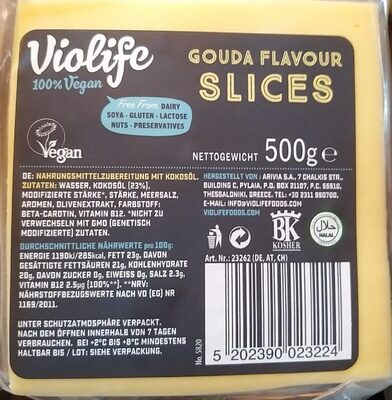 Violife
100% Vegan
GOUDA FLAVOUR
SLICES
Free From DAIRY
SOYA - GLUTEN - LACTOSE
NUTS - PRESERVATIVES
Vegan
NETTOGEWICHT 500g e
DE: NAHRUNGSMITTELZUBEREITUNG MIT KOKOSÖL.
ZUTATEN: WASSER, KOKOSÖL (23%),
MODIFIZIERTE STÄRKE*, STÄRKE, MEERSALZ,
AROMEN, OLIVENEXTRAKT, FARBSTOFF:
BETA-CAROTIN, VITAMIN B12. *NICHT ZU
VERWECHSELN MIT GMO (GENETISCH
MODIFIZIERT) ZUTATEN.
DURCHSCHNITTLICHE NÄHRWERTE pro 100g:
ENERGIE 1190kJ/285kcal, FETT 23g, DAVON
GESÄTTIGTE FETTSÄUREN 21g, KOHLENHYDRATE
20g, DAVON ZUCKER 0g, EIWEISS 0g, SALZ 2.3g,
VITAMIN B12 2.5μg (100%**). **NRV:
NÄHRSTOFFBEZUGSWERTE NACH VO (EG) NR
1169/2011.
UNTER SCHUTZATMOSPHÄRE VERPACKT.
NACH DEM ÖFFNEN INNERHALB VON 7 TAGEN
VERBRAUCHEN. BEI +2°C BIS +8°C MINDESTENS
HALTBAR BIS / LOT: SIEHE VERPACKUNG.
HERGESTELLT VON: ARIVIA S.A., 7 CHALKIS STR.,
BUILDING C, PYLAIA, P.O. BOX 21107, P.C. 55510,
THESSALONIKI, GREECE. TEL: +30 2311 990700,
E-MAIL: INFO@VIOLIFEFOODS.COM
VIOLIFEFOODS.COM
BK
KOSHER
حلال
HALAL
Art. Nr.: 23262 (DE, AT, CH)
No. 5820
5 202390 023224